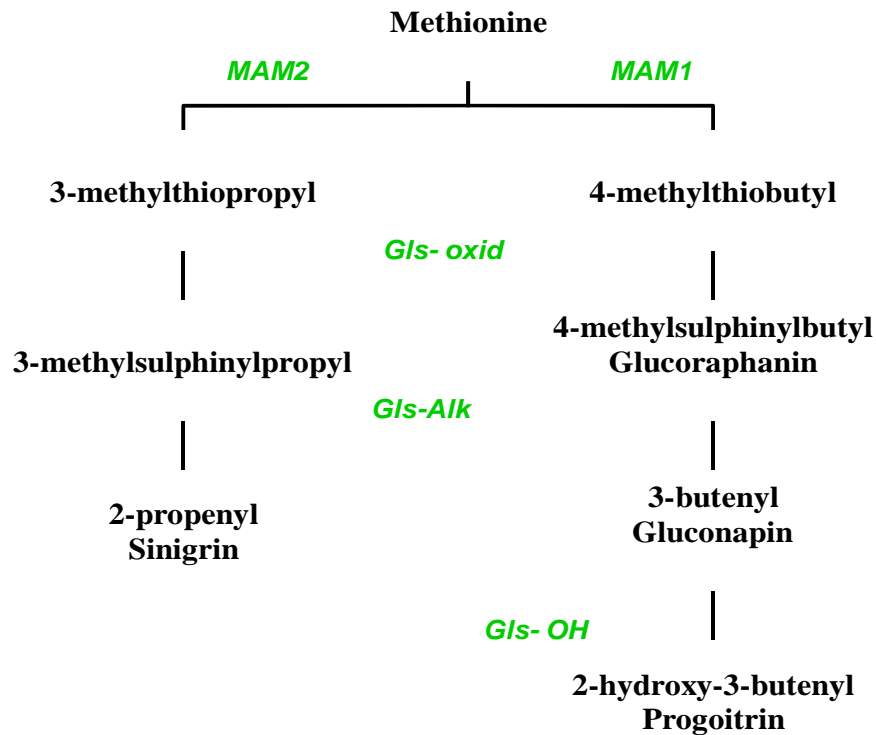 Methionine
MAM2 MAM1
3-methylthiopropyl 4-methylthiobutyl
Gls- oxid
4-methylsulphinylbutyl
3-methylsulphinylpropyl Glucoraphanin
Gls-Alk
3-butenyl
2-propenyl Gluconapin
Sinigrin
Gls- OH
2-hydroxy-3-butenyl
Progoitrin